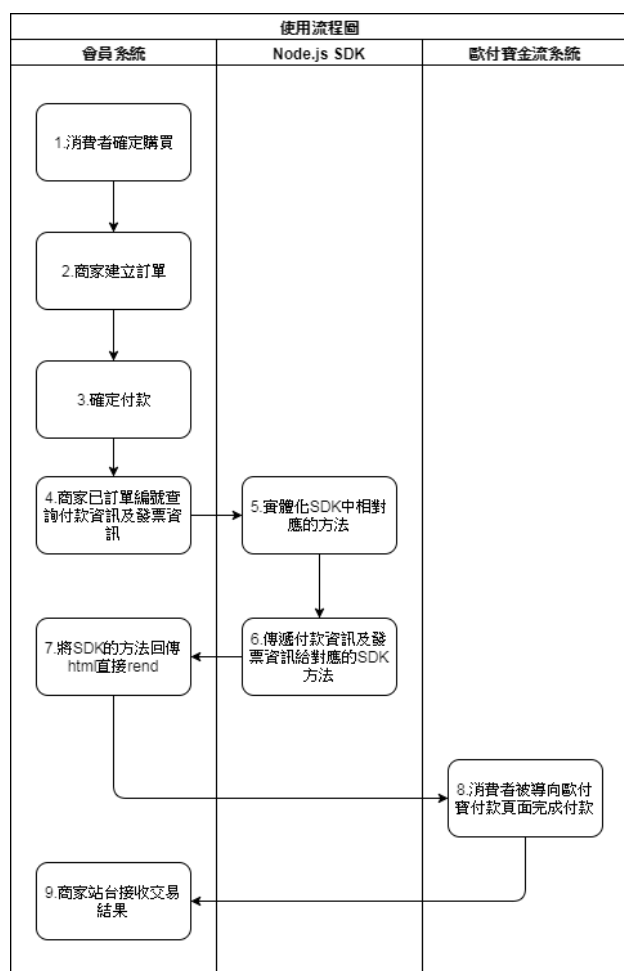 使用流程圖
會員系統
Node.js SDK
歐付寶金流系統
1.消費者確定購買
2.商家建立訂單
3.確定付款
4.商家已訂單編號查
詢付款資訊及發票資
訊
5.實體化SDK中相對
應的方法
6.傳遞付款資訊及發
票資訊給對應的SDK
方法
7.將SDK的方法回傳
html直接rend
8.消費者被導向歐付
寶付款頁面完成付款
9.商家站台接收交易
結果